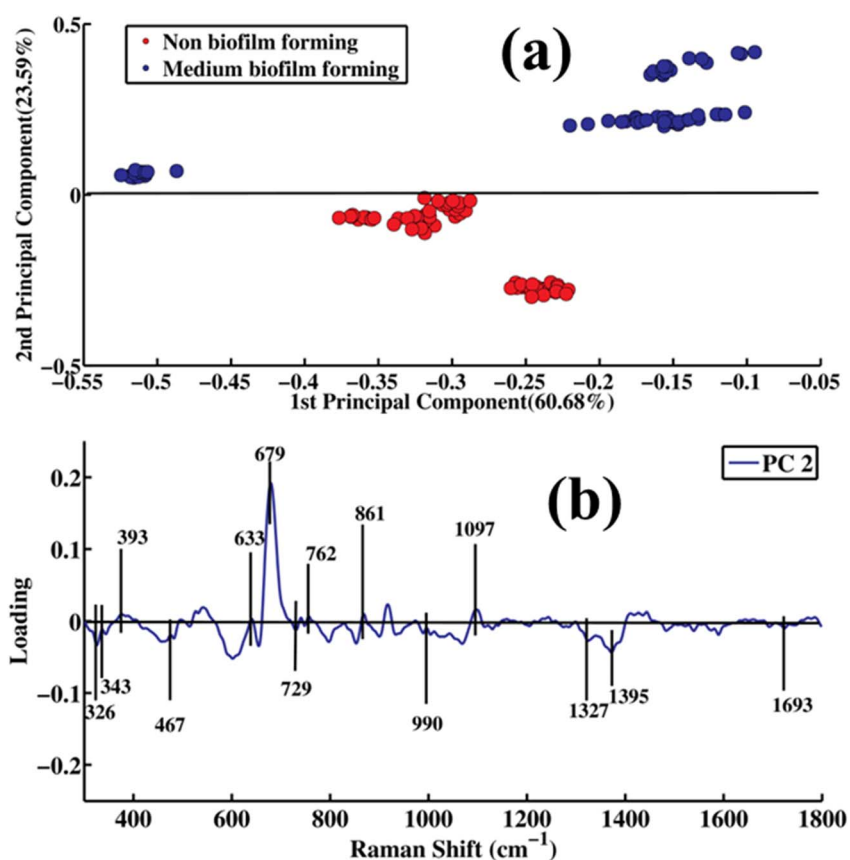 0.5
Non biofilm forming
Medium biofilm forming
(a)
2nd Principal Component(23.59%)
0
−0.5
−0.55 −0.5 −0.45 −0.4 −0.35 −0.3 −0.25 −0.2 −0.15 −0.1 −0.05
1st Principal Component(60.68%)
PC 2
(b)
679
0.2
861
393
633
762
1097
0.1
Loading
0
343
729
−0.1
326
467
990
1327
1395
1693
−0.2
400 600 800 1000 1200 1400 1600 1800
Raman Shift (cm⁻¹)